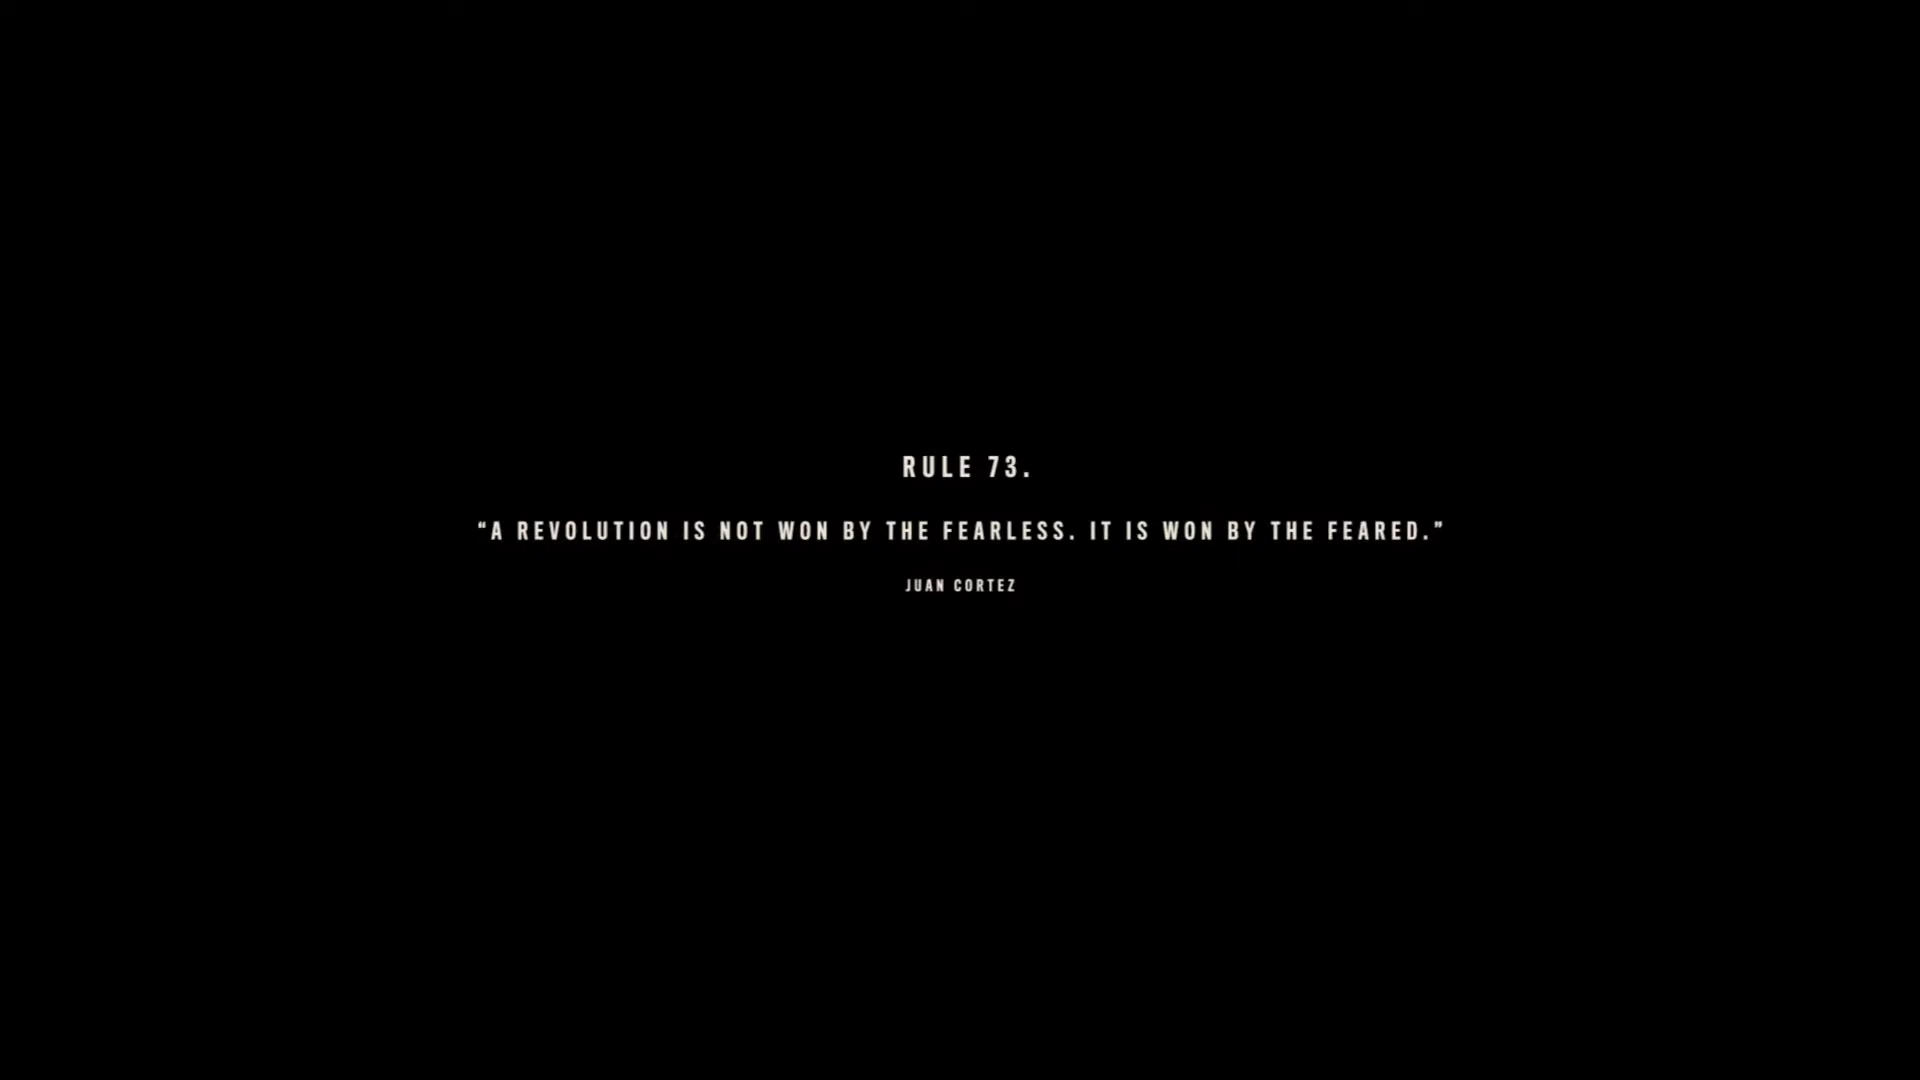 RULE 73.
“A REVOLUTION IS NOT WON BY THE FEARLESS. IT IS WON BY THE FEARED.”
JUAN CORTEZ